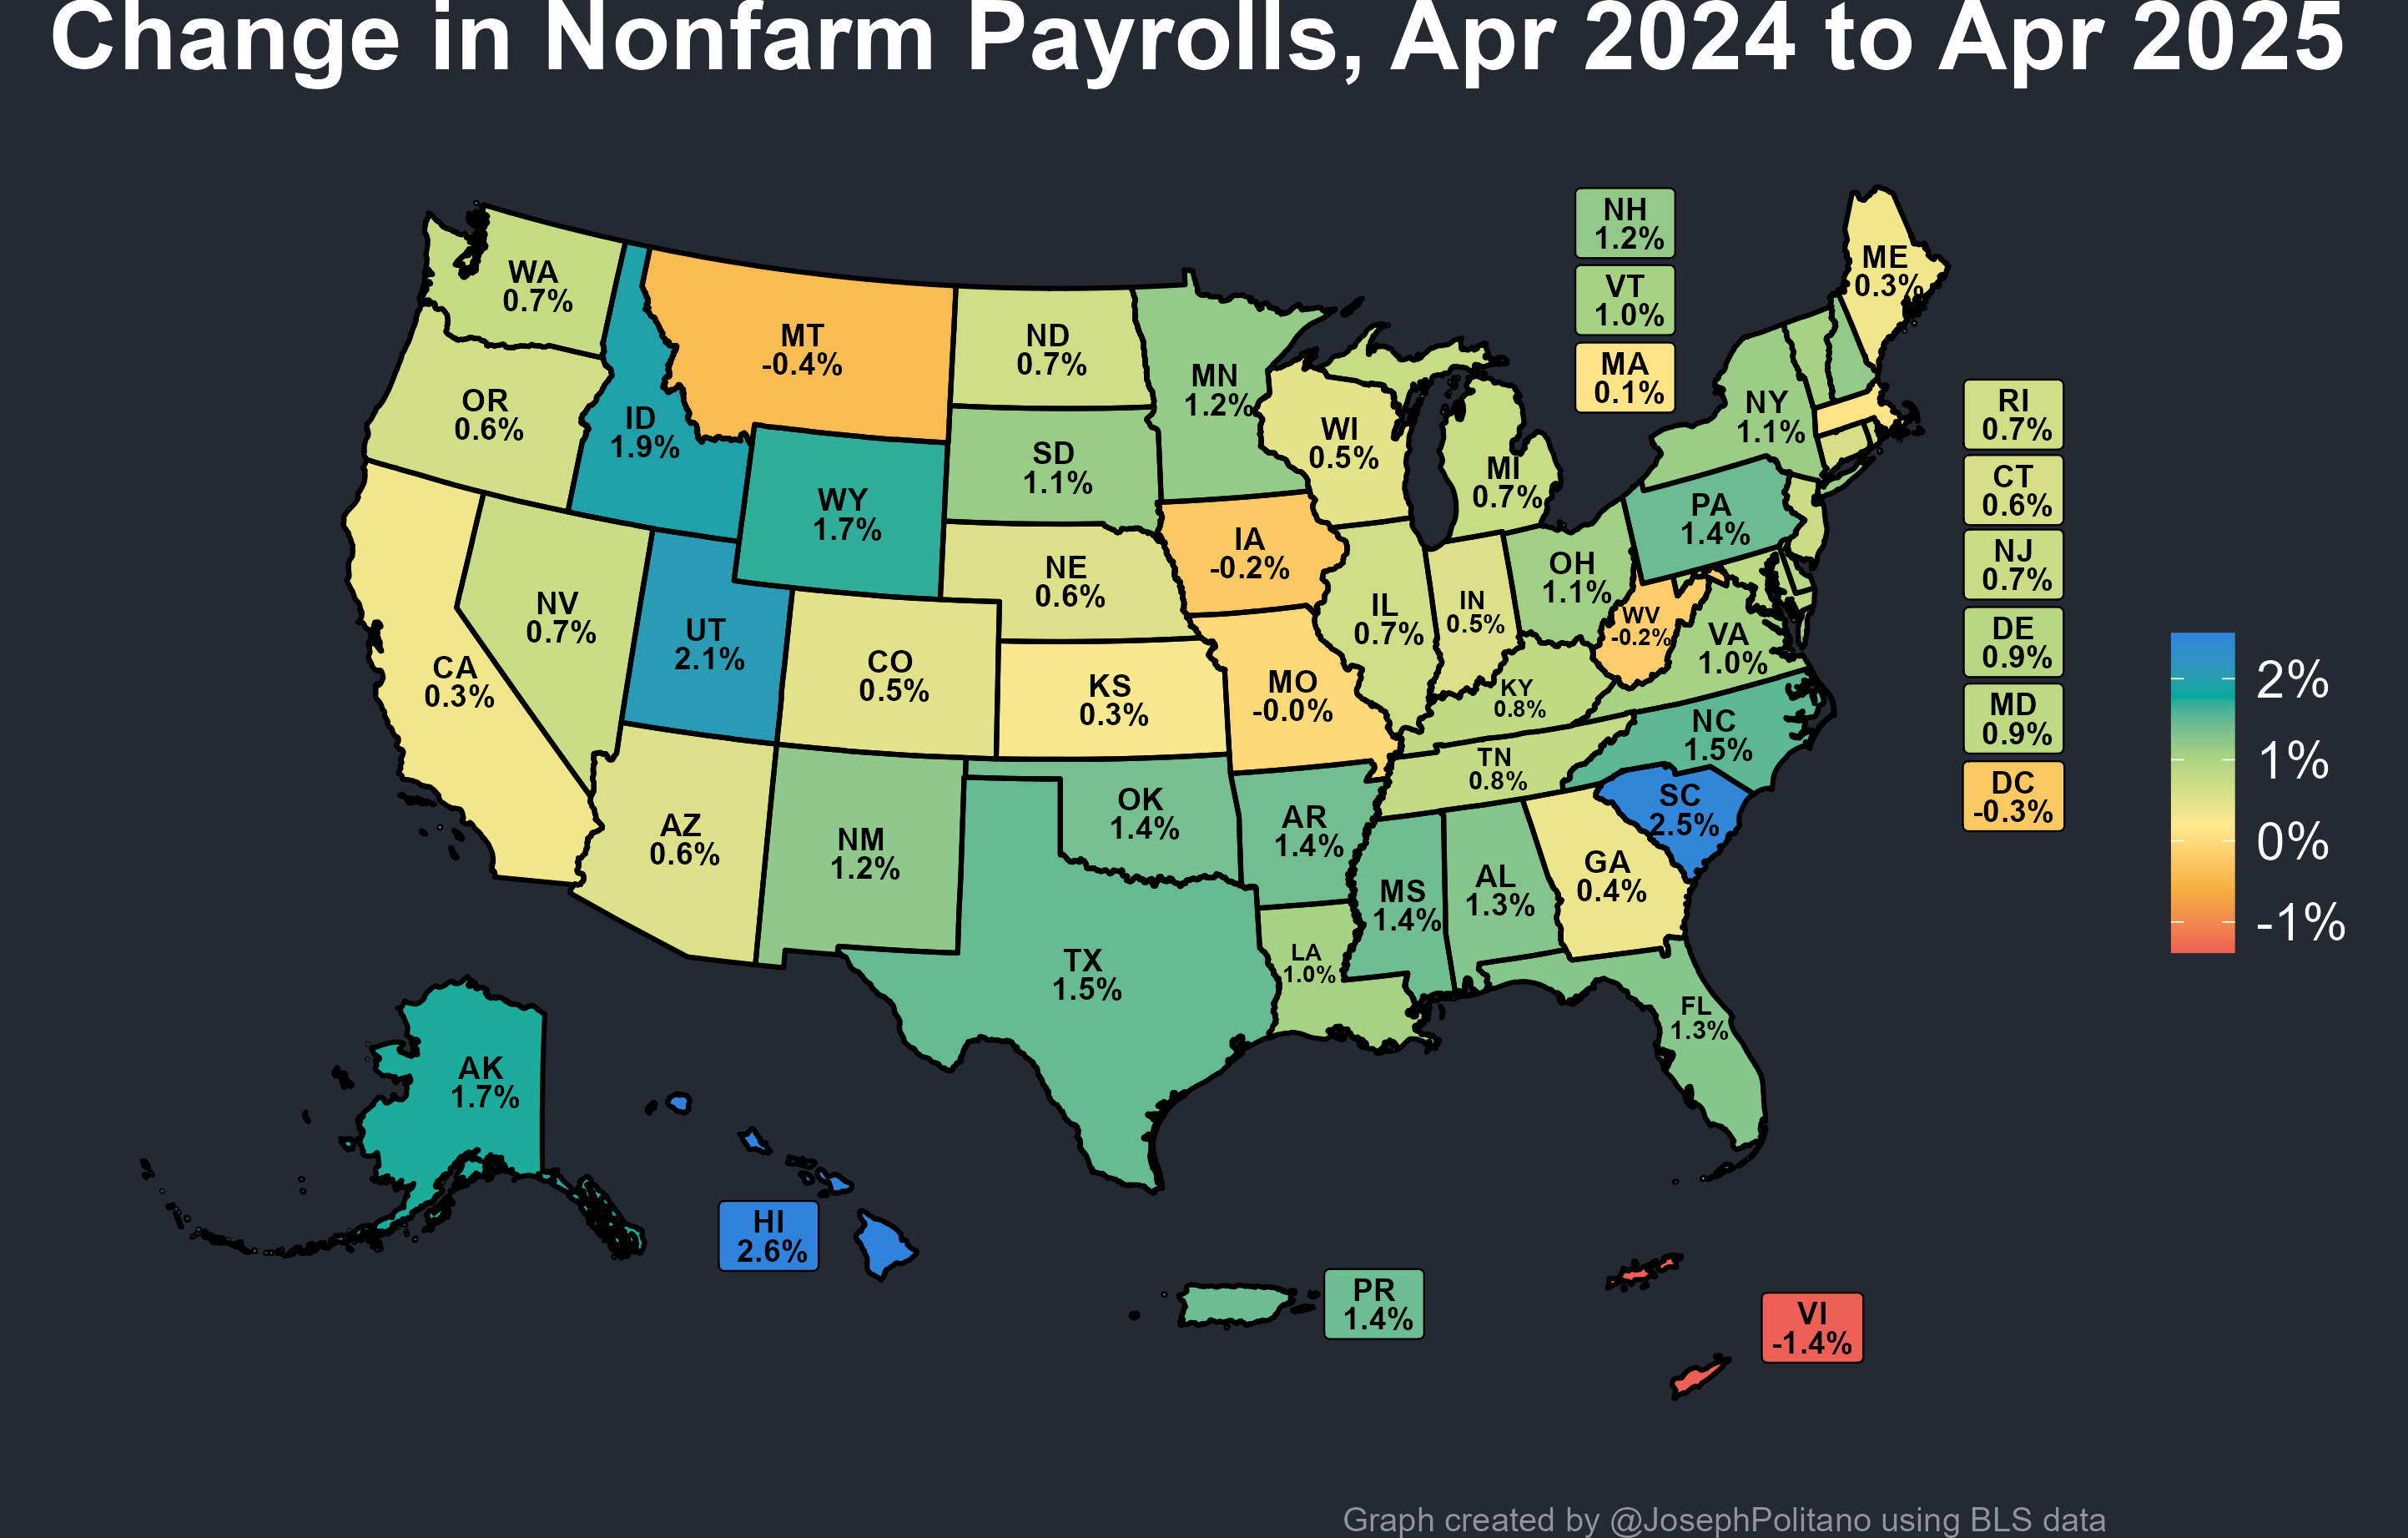 Change in Nonfarm Payrolls, Apr 2024 to Apr 2025
NH
1.2%
VT
1.0%
MA
0.1%
ME
0.3%
WA
0.7%
MT
-0.4%
ND
0.7%
MN
1.2%
OR
0.6%
ID
1.9%
SD
1.1%
WI
0.5%
MI
0.7%
NY
1.1%
RI
0.7%
CT
0.6%
NJ
0.7%
DE
0.9%
MD
0.9%
DC
-0.3%
WY
1.7%
IA
-0.2%
PA
1.4%
NE
0.6%
OH
1.1%
IL
0.7%
IN
0.5%
WV
-0.2%
VA
1.0%
NV
0.7%
UT
2.1%
CA
0.3%
CO
0.5%
KS
0.3%
MO
-0.0%
KY
0.8%
NC
1.5%
TN
0.8%
SC
2.5%
AZ
0.6%
NM
1.2%
OK
1.4%
AR
1.4%
MS
1.4%
AL
1.3%
GA
0.4%
TX
1.5%
LA
1.0%
FL
1.3%
AK
1.7%
HI
2.6%
PR
1.4%
VI
-1.4%
2%
1%
0%
-1%
Graph created by @JosephPolitano using BLS data